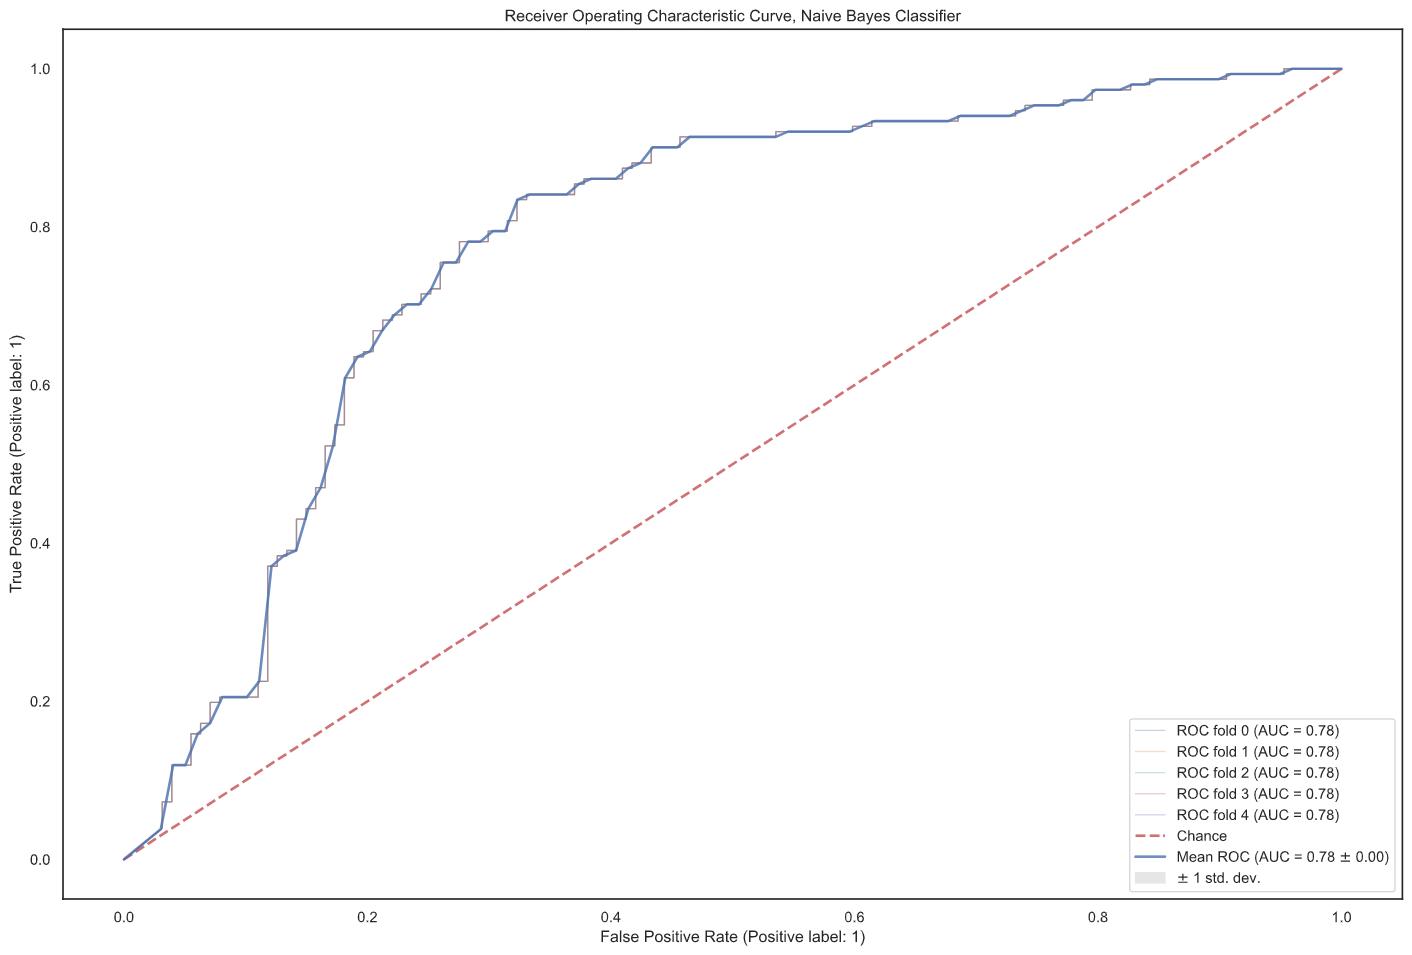 Receiver Operating Characteristic Curve, Naive Bayes Classifier
1.0
0.8
0.6
0.4
0.2
0.0
True Positive Rate (Positive label: 1)
ROC fold 0 (AUC = 0.78)
ROC fold 1 (AUC = 0.78)
ROC fold 2 (AUC = 0.78)
ROC fold 3 (AUC = 0.78)
ROC fold 4 (AUC = 0.78)
Chance
Mean ROC (AUC = 0.78 ± 0.00)
± 1 std. dev.
0.0 0.2 0.4 0.6 0.8 1.0
False Positive Rate (Positive label: 1)